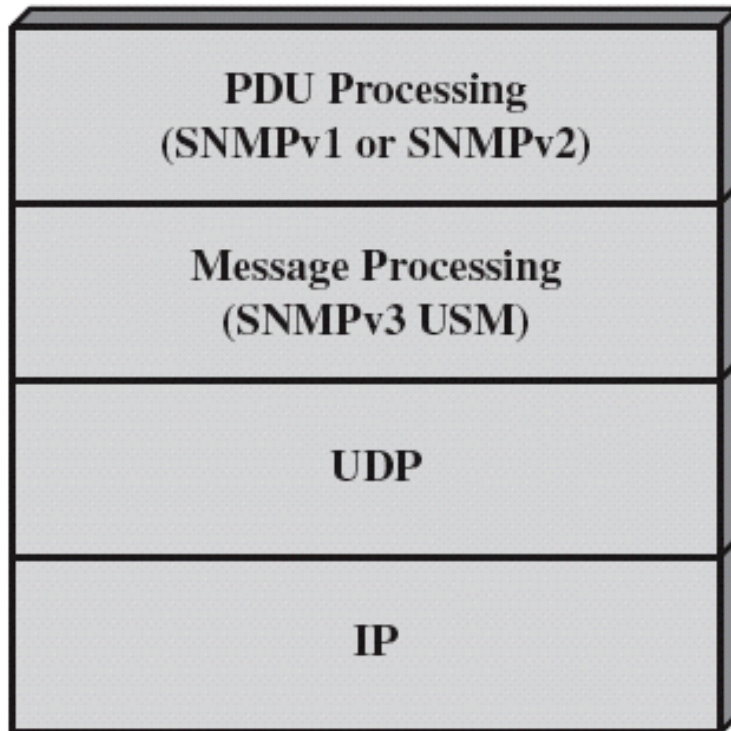 PDU Processing
(SNMPv1 or SNMPv2)
Message Processing
(SNMPv3 USM)
UDP
IP